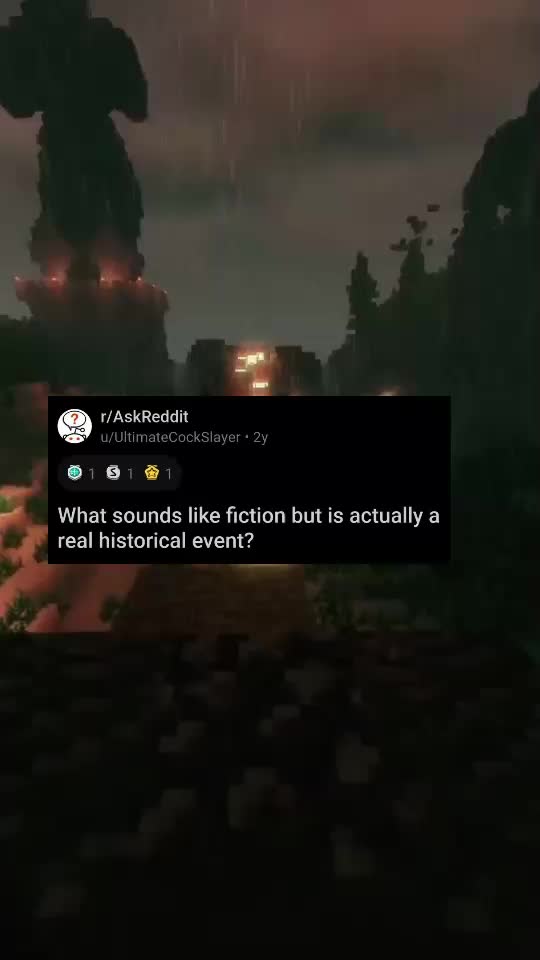 r/AskReddit
u/UltimateCockSlayer • 2y
1 1 1
What sounds like fiction but is actually a
real historical event?